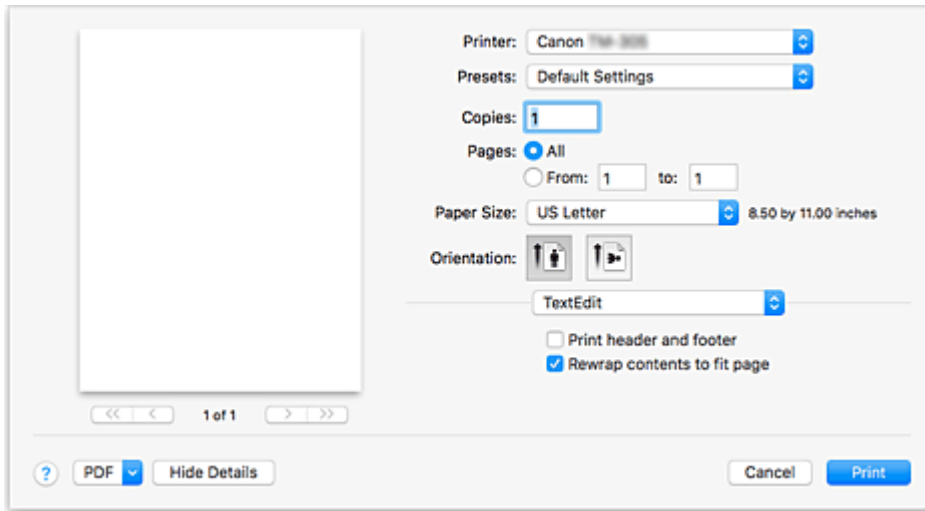 Printer: Canon
Presets: Default Settings
Copies: 1
Pages: All
From: 1 to: 1
Paper Size: US Letter 8.50 by 11.00 inches
Orientation:
TextEdit
Print header and footer
Rewrap contents to fit page
<< < 1 of 1 > >>
? PDF Hide Details Cancel Print